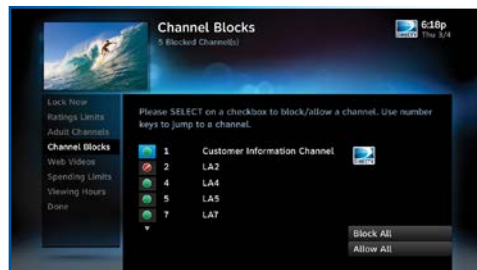 Channel Blocks
5 Blocked Channel(s)
6:18p
Thu 3/4
Lock Now
Ratings Limits
Adult Channels
Channel Blocks
Web Videos
Spending Limits
Viewing Hours
Done
Please SELECT on a checkbox to block/allow a channel. Use number
keys to jump to a channel.
1 Customer Information Channel
2 LA2
4 LA4
5 LA5
7 LA7
Block All
Allow All